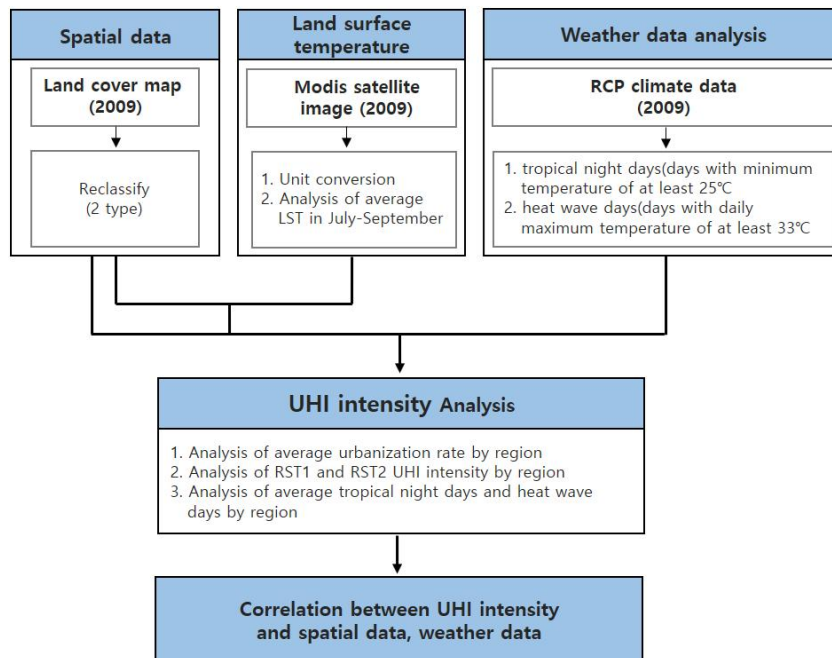 Spatial data
Land cover map
(2009)
Reclassify
(2 type)
Land surface
temperature
Modis satellite
image (2009)
1. Unit conversion
2. Analysis of average
LST in July-September
Weather data analysis
RCP climate data
(2009)
1. tropical night days(days with minimum
temperature of at least 25℃
2. heat wave days(days with daily
maximum temperature of at least 33℃
UHI intensity Analysis
1. Analysis of average urbanization rate by region
2. Analysis of RST1 and RST2 UHI intensity by region
3. Analysis of average tropical night days and heat wave
days by region
Correlation between UHI intensity
and spatial data, weather data